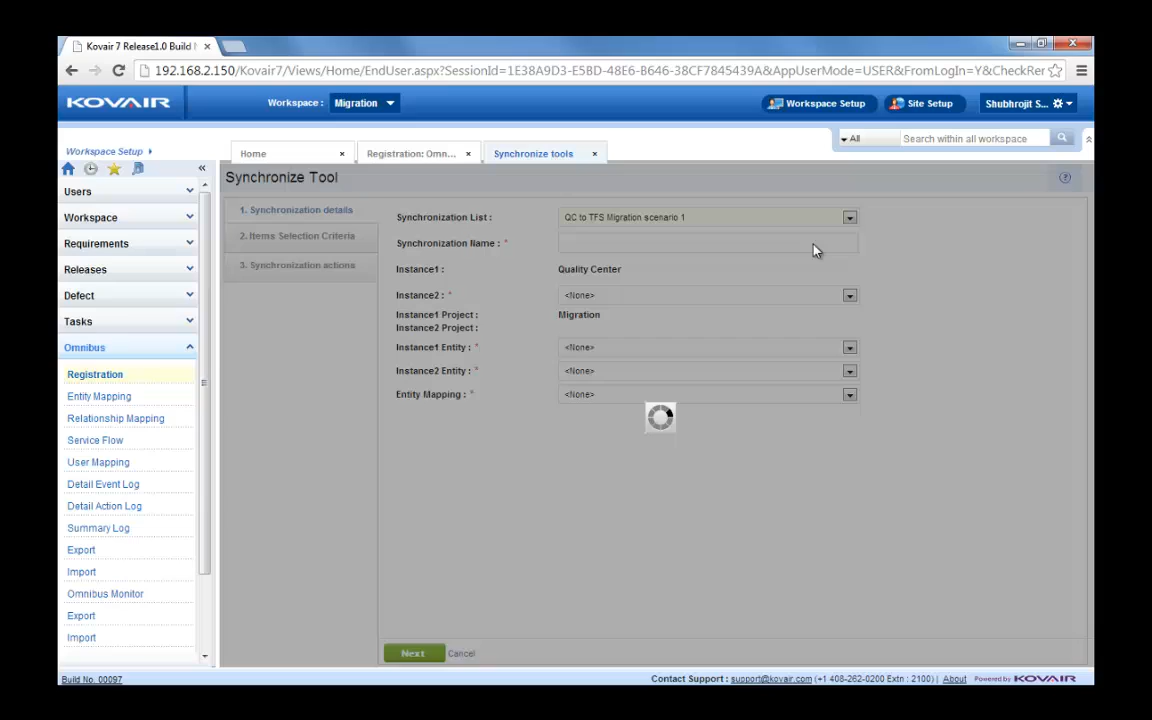 Kovair 7 Release1.0 Build
192.168.2.150/Kovair7/Views/Home/EndUser.aspx?SessionId=1E38A9D3-E5BD-48E6-B646-38CF7845439A&AppUserMode=USER&FromLogIn=Y&CheckRer
KOVAIR
Workspace :
Migration
Workspace Setup
Site Setup
Shubhrojit S...
All
Search within all workspace
Workspace Setup
Home
Registration: Omn...
Synchronize tools
Synchronize Tool
Users
Workspace
Requirements
Releases
Defect
Tasks
Omnibus
Registration
Entity Mapping
Relationship Mapping
Service Flow
User Mapping
Detail Event Log
Detail Action Log
Summary Log
Export
Import
Omnibus Monitor
Export
Import
1. Synchronization details
2. Items Selection Criteria
3. Synchronization actions
Synchronization List :
QC to TFS Migration scenario 1
Synchronization Name : *
Instance1 :
Quality Center
Instance2 : *
<None>
Instance1 Project :
Migration
Instance2 Project :
Instance1 Entity : *
<None>
Instance2 Entity : *
<None>
Entity Mapping : *
<None>
Next
Cancel
Build No. 00097
Contact Support : support@kovair.com (+1 408-262-0200 Extn : 2100) | About Powered by KOVAIR